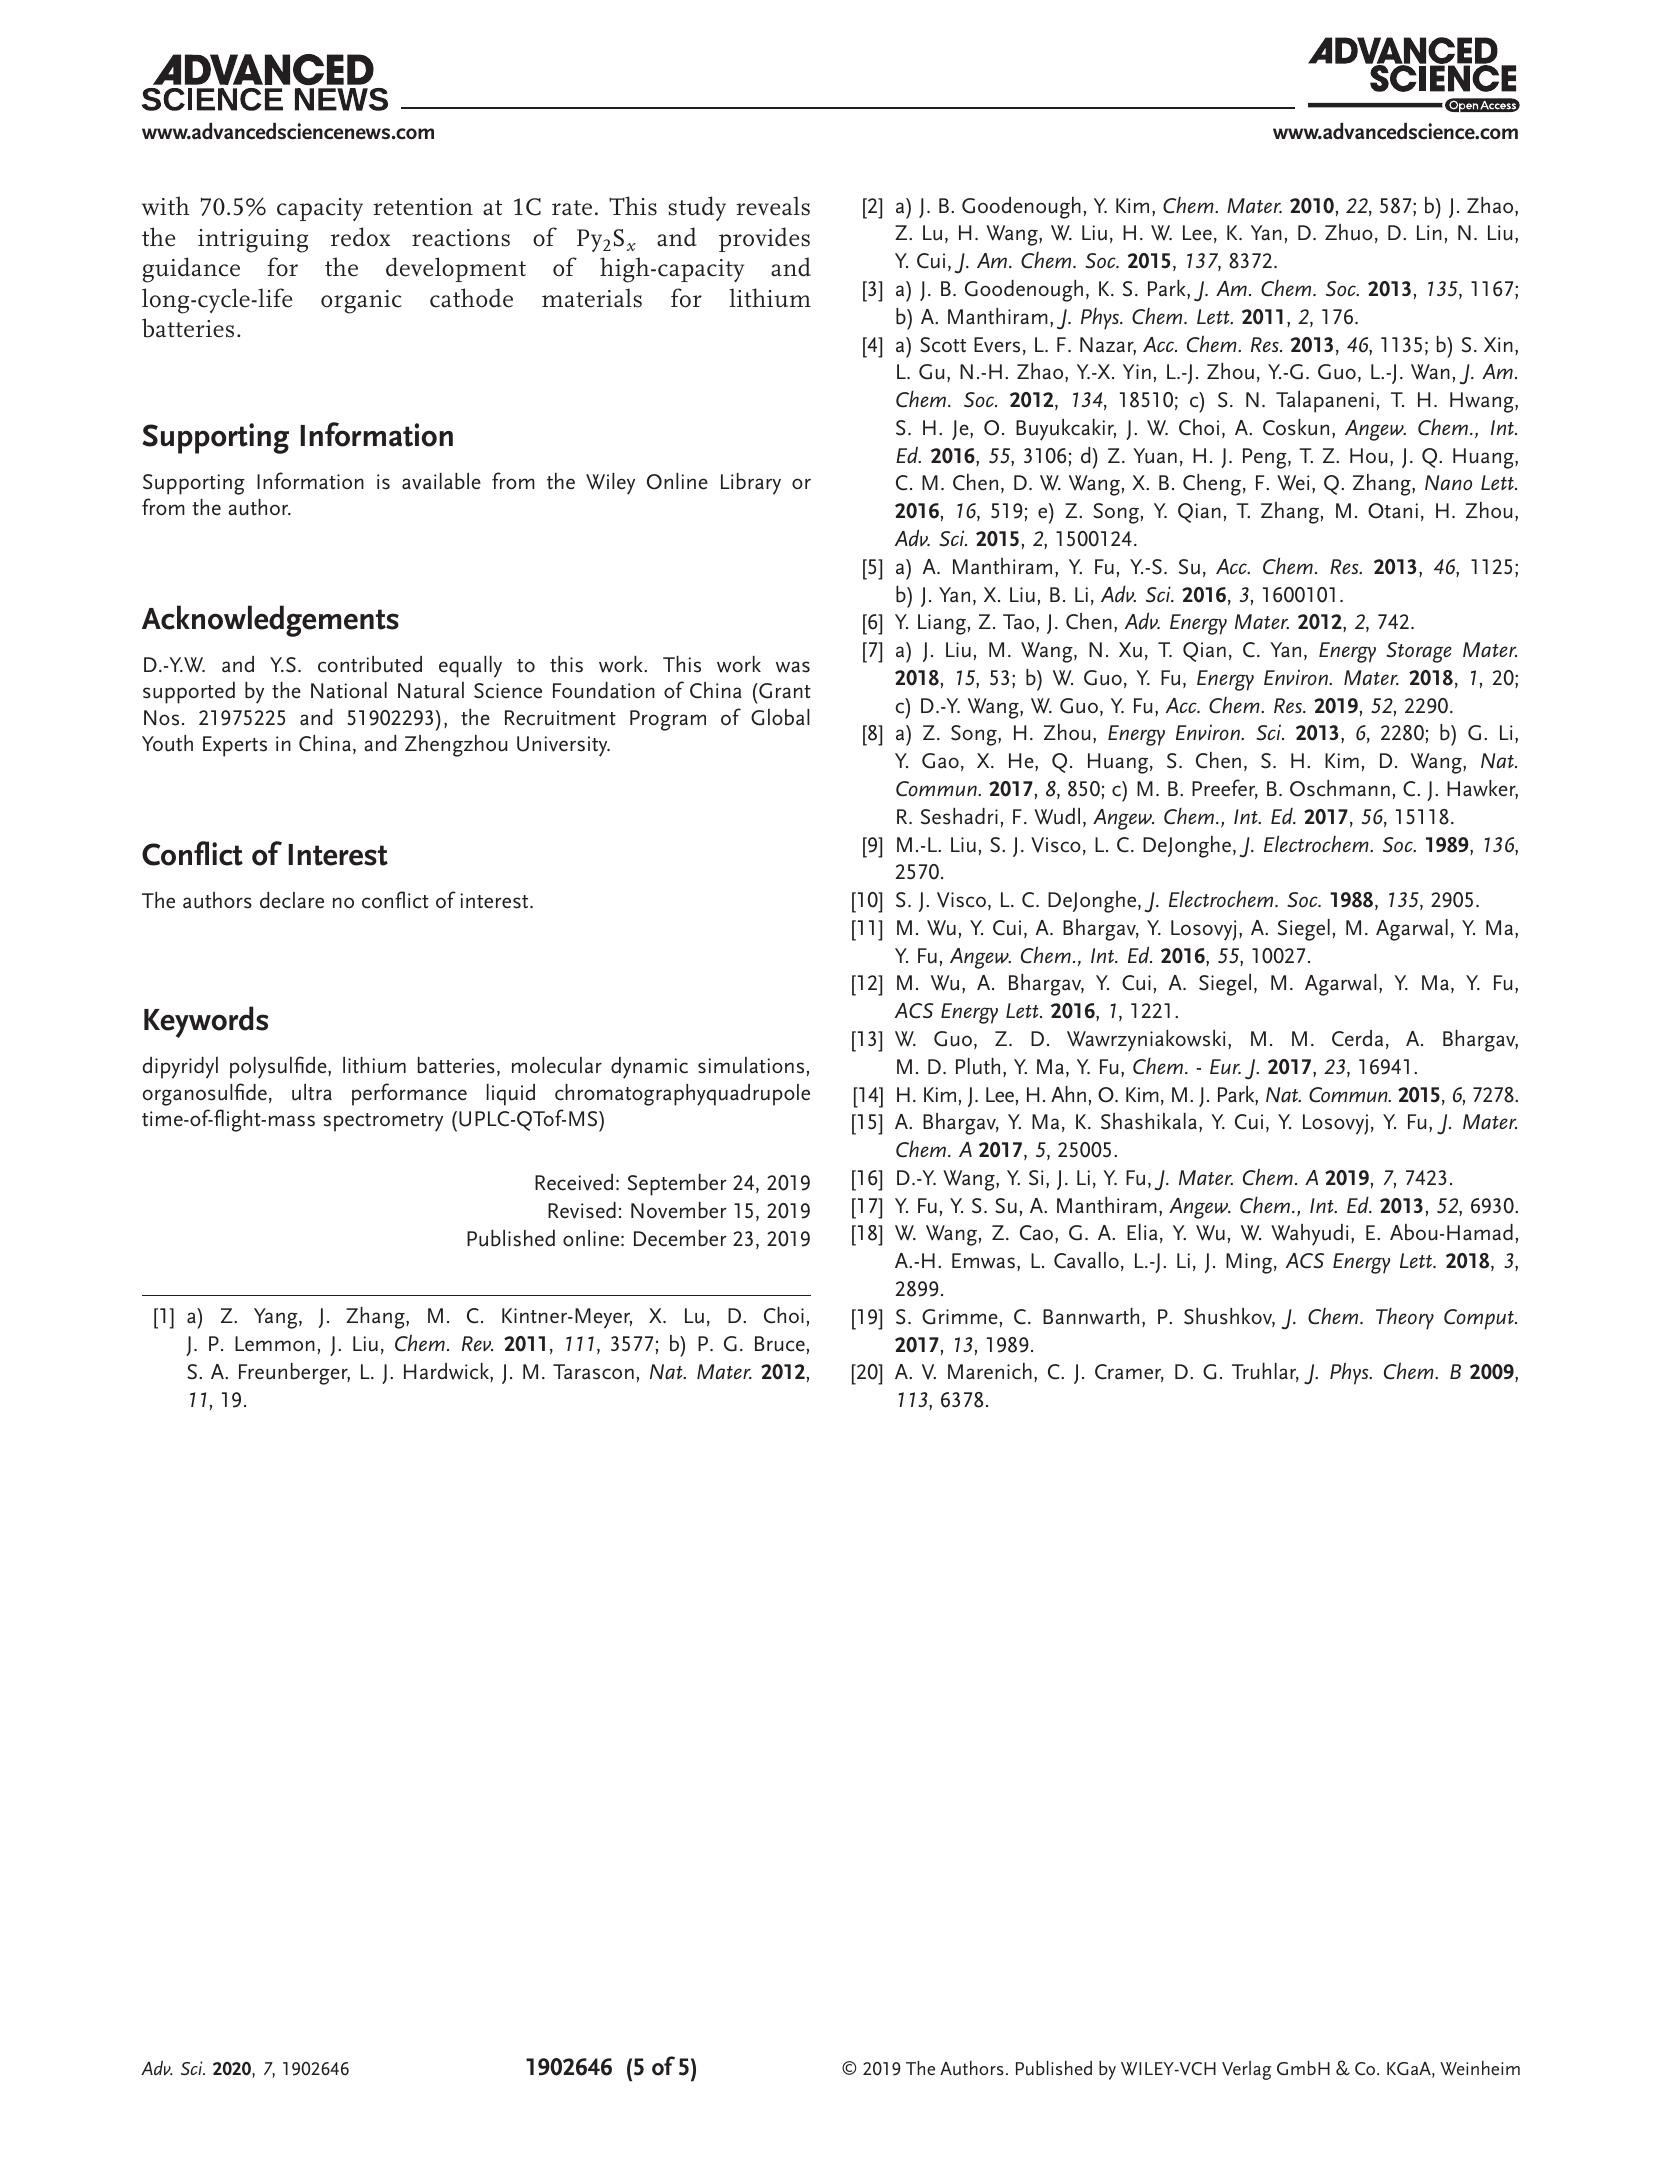 ADVANCED
SCIENCE NEWS
www.advancedsciencenews.com
ADVANCED
SCIENCE
Open Access
www.advancedscience.com
with 70.5% capacity retention at 1C rate. This study reveals
the intriguing redox reactions of Py₂Sₓ and provides
guidance for the development of high-capacity and
long-cycle-life organic cathode materials for lithium
batteries.
Supporting Information
Supporting Information is available from the Wiley Online Library or
from the author.
Acknowledgements
D.-Y.W. and Y.S. contributed equally to this work. This work was
supported by the National Natural Science Foundation of China (Grant
Nos. 21975225 and 51902293), the Recruitment Program of Global
Youth Experts in China, and Zhengzhou University.
Conflict of Interest
The authors declare no conflict of interest.
Keywords
dipyridyl polysulfide, lithium batteries, molecular dynamic simulations,
organosulfide, ultra performance liquid chromatographyquadrupole
time-of-flight-mass spectrometry (UPLC-QTof-MS)
Received: September 24, 2019
Revised: November 15, 2019
Published online: December 23, 2019
[1] a) Z. Yang, J. Zhang, M. C. Kintner-Meyer, X. Lu, D. Choi,
J. P. Lemmon, J. Liu, Chem. Rev. 2011, 111, 3577; b) P. G. Bruce,
S. A. Freunberger, L. J. Hardwick, J. M. Tarascon, Nat. Mater. 2012,
11, 19.
[2] a) J. B. Goodenough, Y. Kim, Chem. Mater. 2010, 22, 587; b) J. Zhao,
Z. Lu, H. Wang, W. Liu, H. W. Lee, K. Yan, D. Zhuo, D. Lin, N. Liu,
Y. Cui, J. Am. Chem. Soc. 2015, 137, 8372.
[3] a) J. B. Goodenough, K. S. Park, J. Am. Chem. Soc. 2013, 135, 1167;
b) A. Manthiram, J. Phys. Chem. Lett. 2011, 2, 176.
[4] a) Scott Evers, L. F. Nazar, Acc. Chem. Res. 2013, 46, 1135; b) S. Xin,
L. Gu, N.-H. Zhao, Y.-X. Yin, L.-J. Zhou, Y.-G. Guo, L.-J. Wan, J. Am.
Chem. Soc. 2012, 134, 18510; c) S. N. Talapaneni, T. H. Hwang,
S. H. Je, O. Buyukcakir, J. W. Choi, A. Coskun, Angew. Chem., Int.
Ed. 2016, 55, 3106; d) Z. Yuan, H. J. Peng, T. Z. Hou, J. Q. Huang,
C. M. Chen, D. W. Wang, X. B. Cheng, F. Wei, Q. Zhang, Nano Lett.
2016, 16, 519; e) Z. Song, Y. Qian, T. Zhang, M. Otani, H. Zhou,
Adv. Sci. 2015, 2, 1500124.
[5] a) A. Manthiram, Y. Fu, Y.-S. Su, Acc. Chem. Res. 2013, 46, 1125;
b) J. Yan, X. Liu, B. Li, Adv. Sci. 2016, 3, 1600101.
[6] Y. Liang, Z. Tao, J. Chen, Adv. Energy Mater. 2012, 2, 742.
[7] a) J. Liu, M. Wang, N. Xu, T. Qian, C. Yan, Energy Storage Mater.
2018, 15, 53; b) W. Guo, Y. Fu, Energy Environ. Mater. 2018, 1, 20;
c) D.-Y. Wang, W. Guo, Y. Fu, Acc. Chem. Res. 2019, 52, 2290.
[8] a) Z. Song, H. Zhou, Energy Environ. Sci. 2013, 6, 2280; b) G. Li,
Y. Gao, X. He, Q. Huang, S. Chen, S. H. Kim, D. Wang, Nat.
Commun. 2017, 8, 850; c) M. B. Preefer, B. Oschmann, C. J. Hawker,
R. Seshadri, F. Wudl, Angew. Chem., Int. Ed. 2017, 56, 15118.
[9] M.-L. Liu, S. J. Visco, L. C. DeJonghe, J. Electrochem. Soc. 1989, 136,
2570.
[10] S. J. Visco, L. C. DeJonghe, J. Electrochem. Soc. 1988, 135, 2905.
[11] M. Wu, Y. Cui, A. Bhargav, Y. Losovyj, A. Siegel, M. Agarwal, Y. Ma,
Y. Fu, Angew. Chem., Int. Ed. 2016, 55, 10027.
[12] M. Wu, A. Bhargav, Y. Cui, A. Siegel, M. Agarwal, Y. Ma, Y. Fu,
ACS Energy Lett. 2016, 1, 1221.
[13] W. Guo, Z. D. Wawrzyniakowski, M. M. Cerda, A. Bhargav,
M. D. Pluth, Y. Ma, Y. Fu, Chem. - Eur. J. 2017, 23, 16941.
[14] H. Kim, J. Lee, H. Ahn, O. Kim, M. J. Park, Nat. Commun. 2015, 6, 7278.
[15] A. Bhargav, Y. Ma, K. Shashikala, Y. Cui, Y. Losovyj, Y. Fu, J. Mater.
Chem. A 2017, 5, 25005.
[16] D.-Y. Wang, Y. Si, J. Li, Y. Fu, J. Mater. Chem. A 2019, 7, 7423.
[17] Y. Fu, Y. S. Su, A. Manthiram, Angew. Chem., Int. Ed. 2013, 52, 6930.
[18] W. Wang, Z. Cao, G. A. Elia, Y. Wu, W. Wahyudi, E. Abou-Hamad,
A.-H. Emwas, L. Cavallo, L.-J. Li, J. Ming, ACS Energy Lett. 2018, 3,
2899.
[19] S. Grimme, C. Bannwarth, P. Shushkov, J. Chem. Theory Comput.
2017, 13, 1989.
[20] A. V. Marenich, C. J. Cramer, D. G. Truhlar, J. Phys. Chem. B 2009,
113, 6378.
Adv. Sci. 2020, 7, 1902646
1902646 (5 of 5)
© 2019 The Authors. Published by WILEY-VCH Verlag GmbH & Co. KGaA, Weinheim